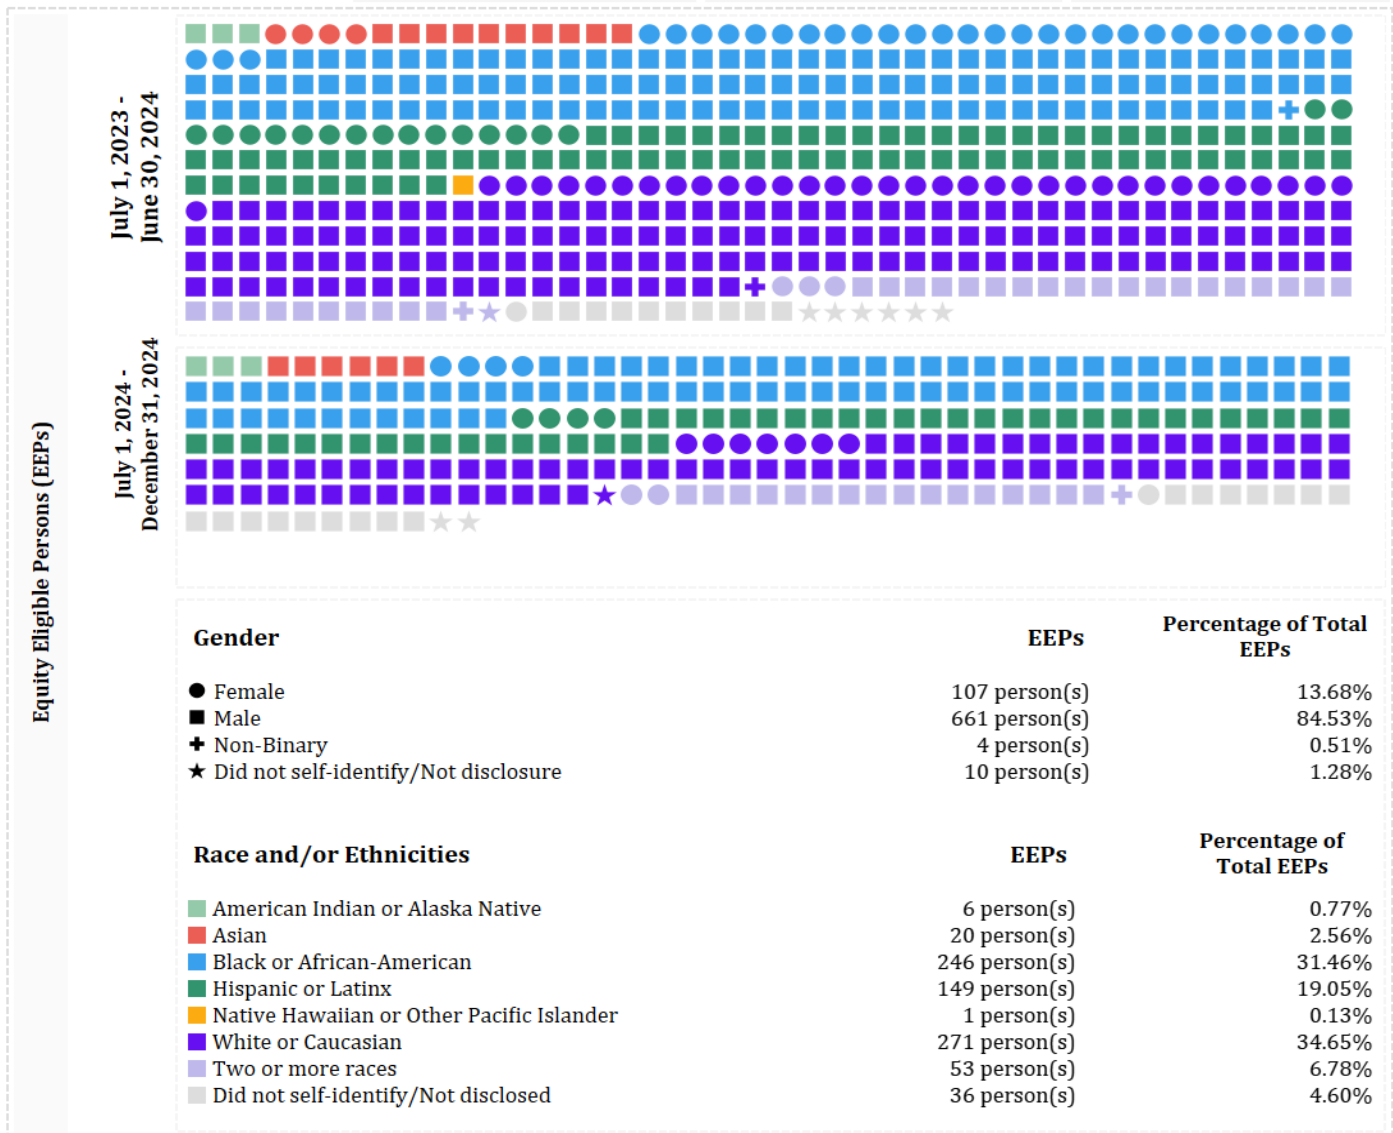 Equity Eligible Persons (EEPs)
July 1, 2023 -
June 30, 2024
July 1, 2024 -
December 31, 2024
Gender EEPs Percentage of Total
EEPs
Female 107 person(s) 13.68%
Male 661 person(s) 84.53%
Non-Binary 4 person(s) 0.51%
Did not self-identify/Not disclosure 10 person(s) 1.28%
Race and/or Ethnicities EEPs Percentage of
Total EEPs
American Indian or Alaska Native 6 person(s) 0.77%
Asian 20 person(s) 2.56%
Black or African-American 246 person(s) 31.46%
Hispanic or Latinx 149 person(s) 19.05%
Native Hawaiian or Other Pacific Islander 1 person(s) 0.13%
White or Caucasian 271 person(s) 34.65%
Two or more races 53 person(s) 6.78%
Did not self-identify/Not disclosed 36 person(s) 4.60%